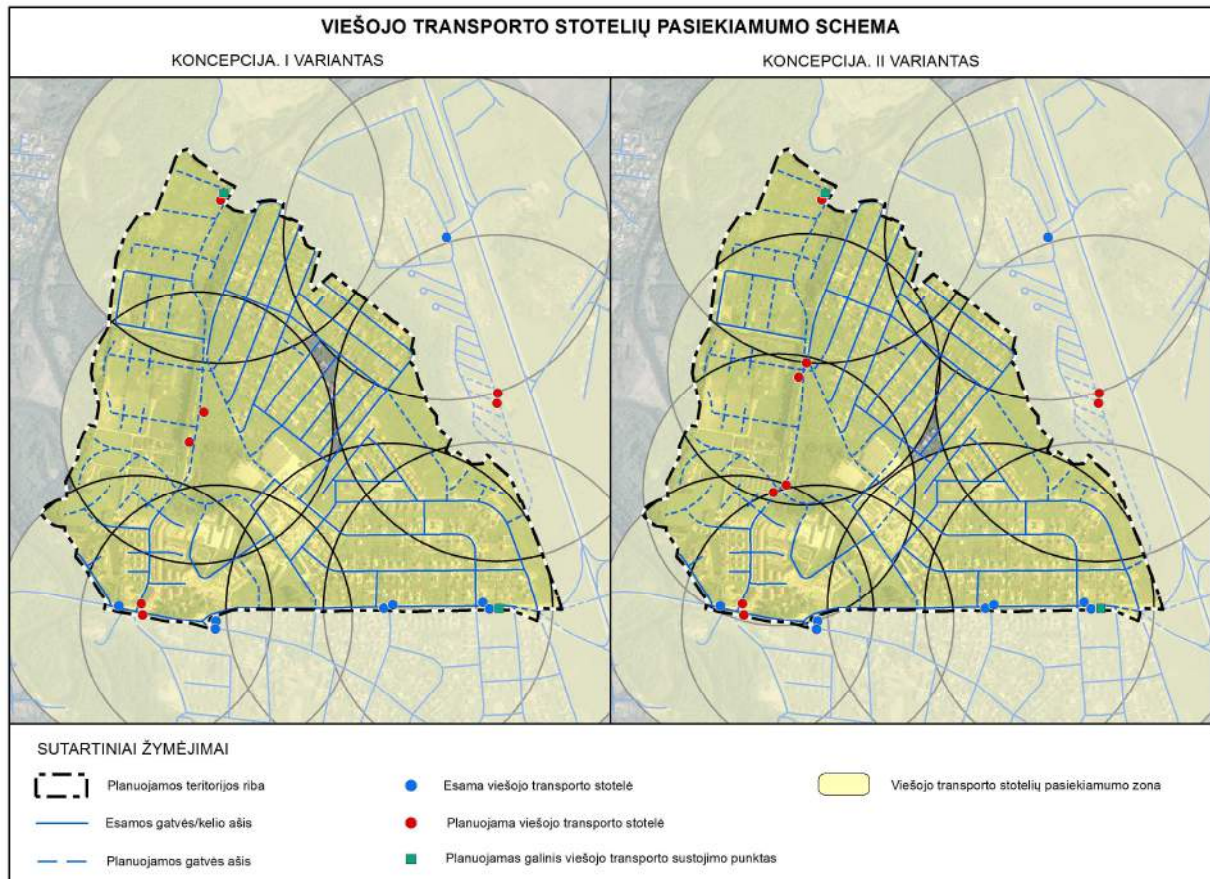 VIEŠOJO TRANSPORTO STOTELIŲ PASIEKIAMUMO SCHEMA
KONCEPCIJA. I VARIANTAS
KONCEPCIJA. II VARIANTAS
SUTARTINIAI ŽYMĖJIMAI
Planuojamos teritorijos riba
Esamos gatvės/kelio ašis
Planuojamos gatvės ašis
Esama viešojo transporto stotelė
Planuojama viešojo transporto stotelė
Planuojamas galinis viešojo transporto sustojimo punktas
Viešojo transporto stotelių pasiekiamumo zona